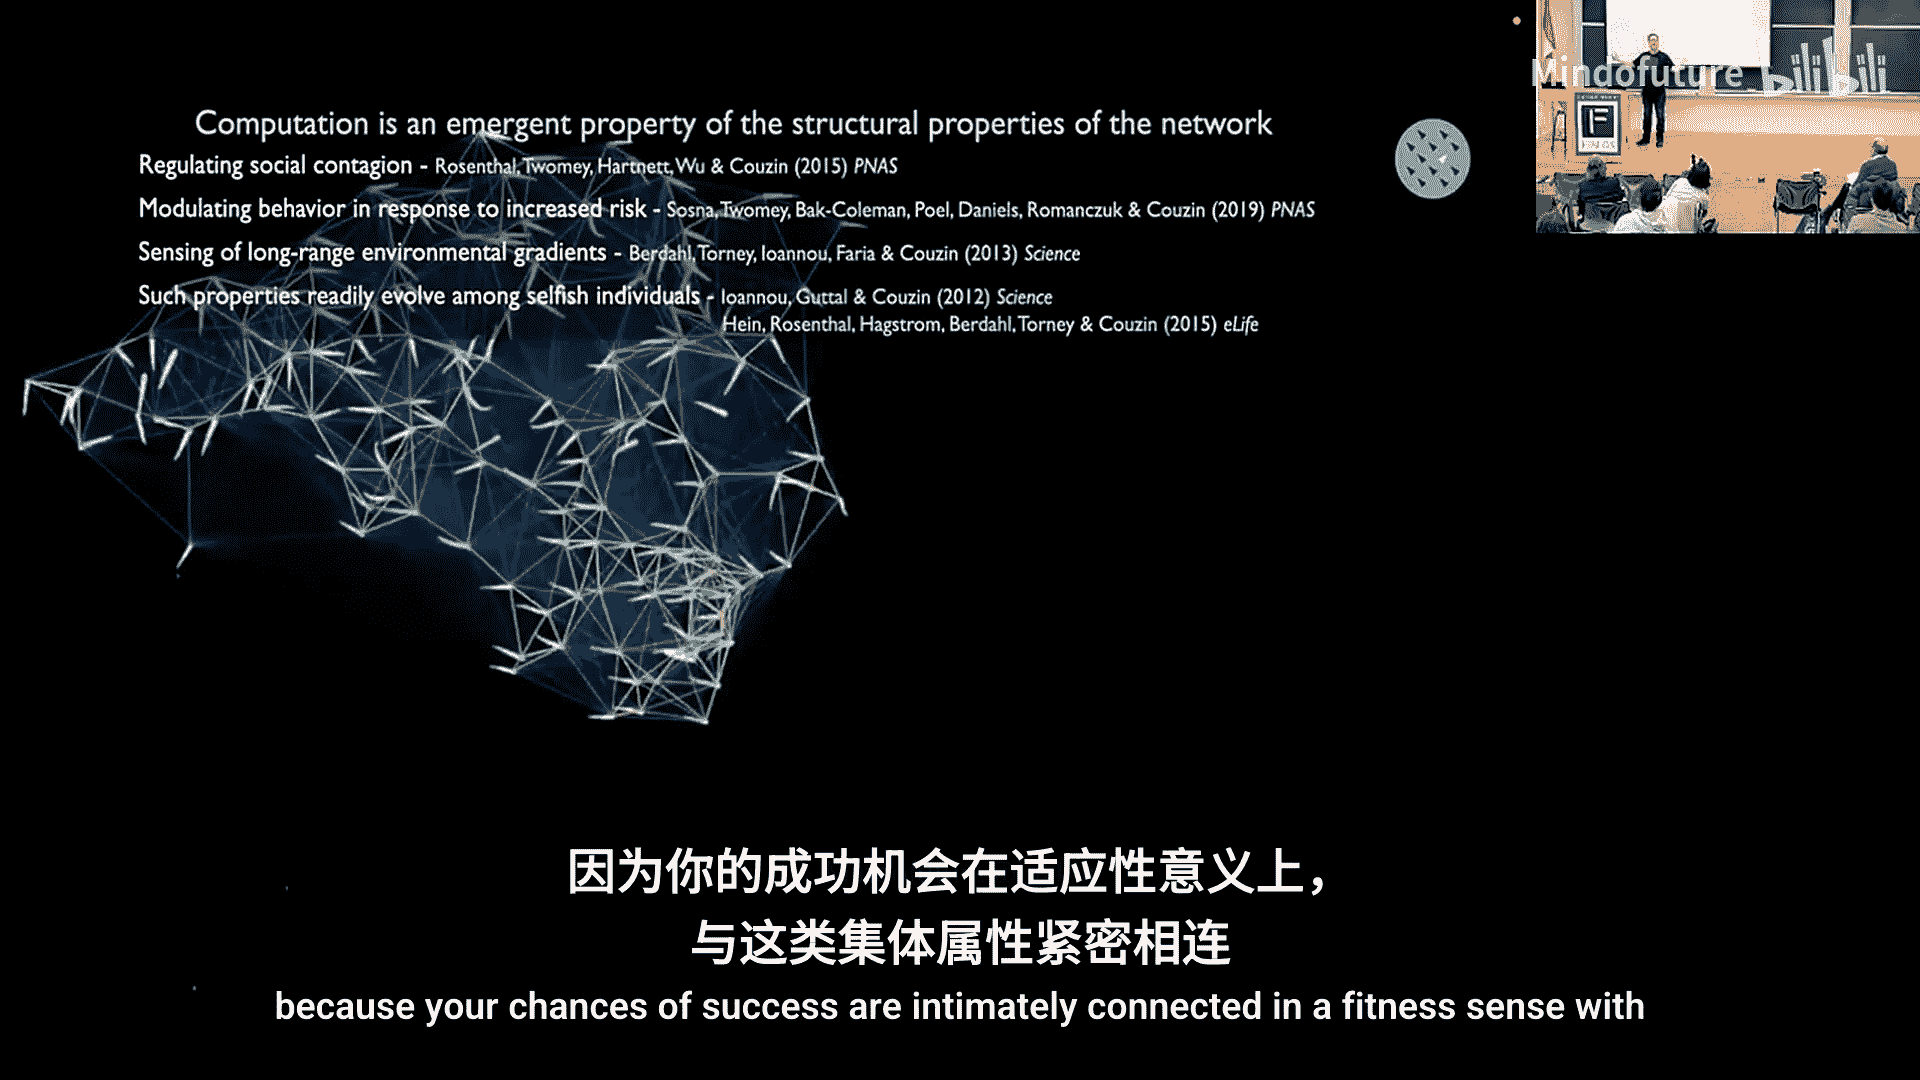 Mindofuture bilibili
Computation is an emergent property of the structural properties of the network
Regulating social contagion - Rosenthal, Twomey, Hartnett, Wu & Couzin (2015) PNAS
Modulating behavior in response to increased risk - Sosna, Twomey, Bak-Coleman, Poel, Daniels, Romanczuk & Couzin (2019) PNAS
Sensing of long-range environmental gradients - Berdahl, Torney, Ioannou, Faria & Couzin (2013) Science
Such properties readily evolve among selfish individuals - Ioannou, Guttal & Couzin (2012) Science
Hein, Rosenthal, Hagstrom, Berdahl, Torney & Couzin (2015) eLife
因为你的成功机会在适应性意义上，
与这类集体属性紧密相连
because your chances of success are intimately connected in a fitness sense with